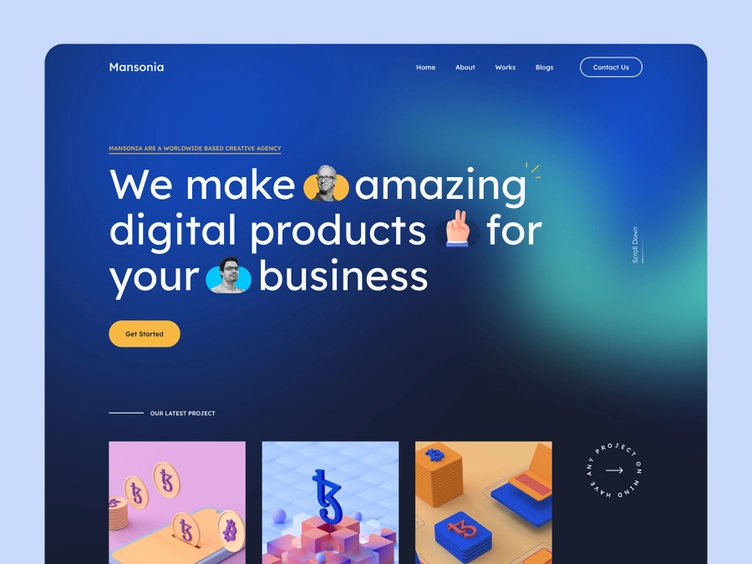 Mansonia
Home About Works Blogs Contact Us
MANSONIA ARE A WORLDWIDE BASED CREATIVE AGENCY
We make amazing
digital products for
your business
Scroll Down
Get Started
OUR LATEST PROJECT
HAVE ANY PROJECT ON MIND